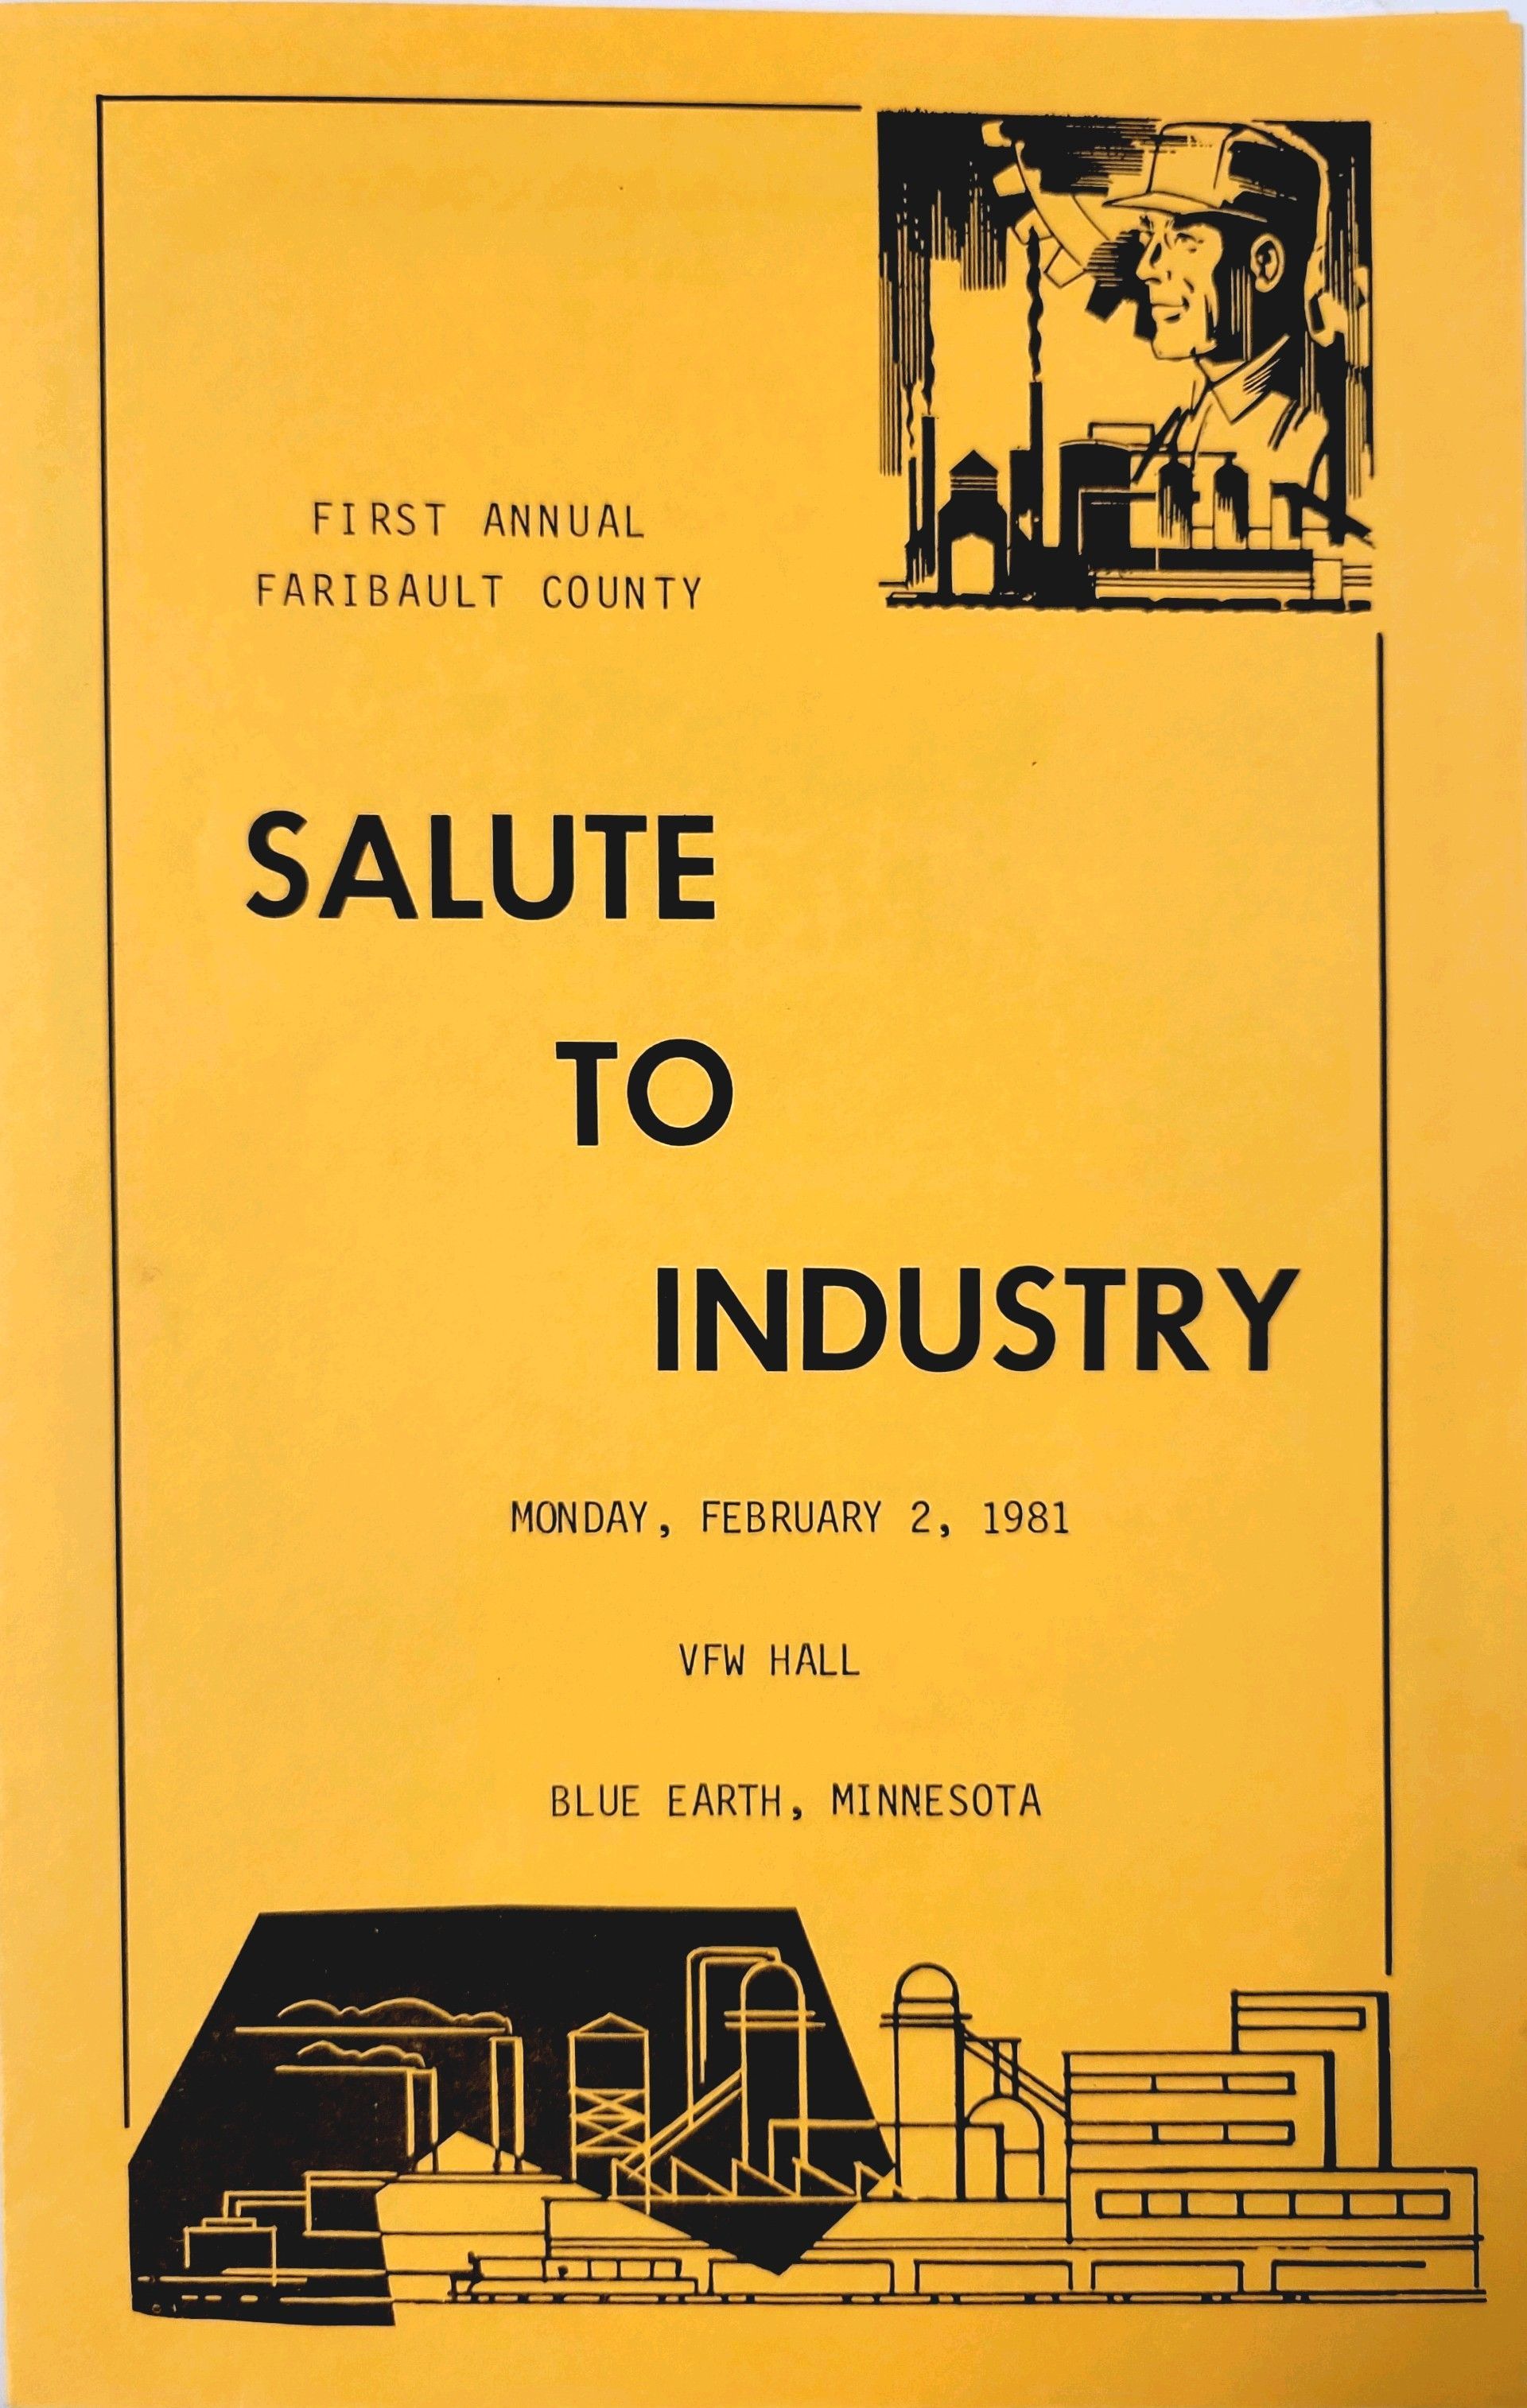 FIRST ANNUAL
FARIBAULT COUNTY
SALUTE
TO
INDUSTRY
MONDAY, FEBRUARY 2, 1981
VFW HALL
BLUE EARTH, MINNESOTA